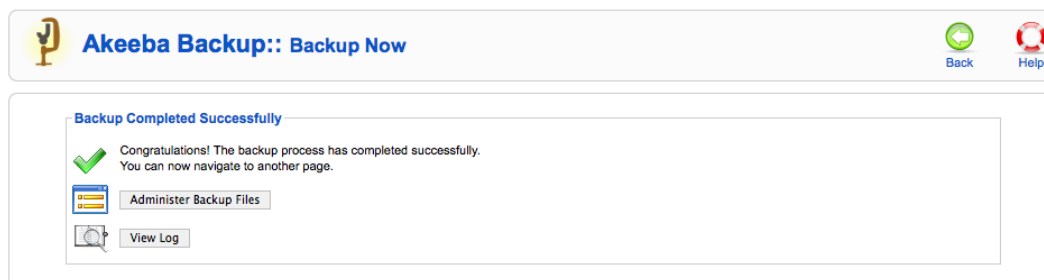 Akeeba Backup:: Backup Now
Back
Help
Backup Completed Successfully
Congratulations! The backup process has completed successfully.
You can now navigate to another page.
Administer Backup Files
View Log